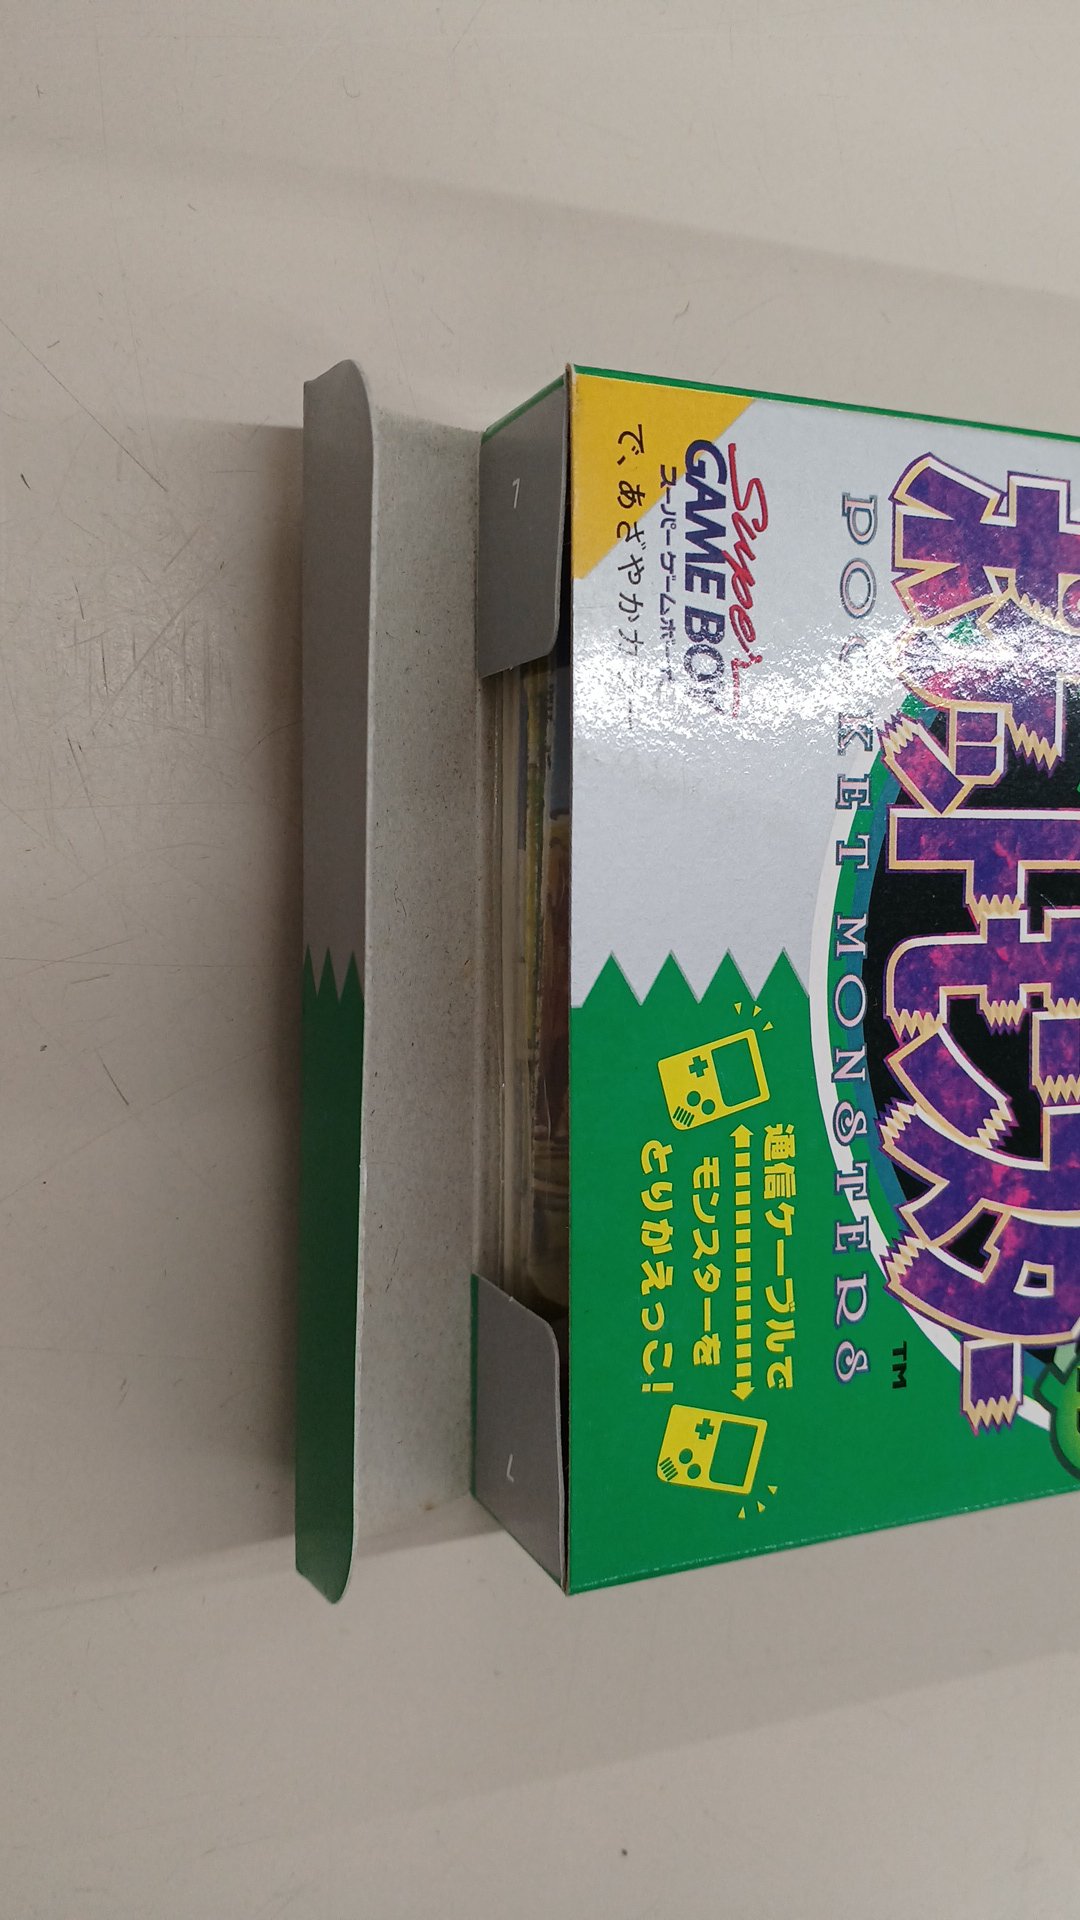 Super
GAME BOY
スーパーゲームボーイ
で、あざやかカラー
POCKET MONSTERS
TM
通信ケーブルで
モンスターを
とりかえっこ!